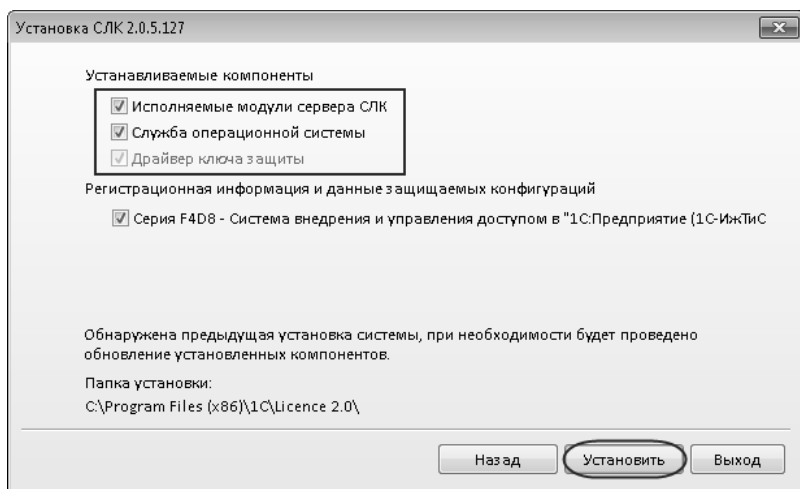 Установка СЛК 2.0.5.127
Устанавливаемые компоненты
Исполняемые модули сервера СЛК
Служба операционной системы
Драйвер ключа защиты
Регистрационная информация и данные защищаемых конфигураций
Серия F4D8 - Система внедрения и управления доступом в "1С:Предприятие (1С-ИжТиС
Обнаружена предыдущая установка системы, при необходимости будет проведено
обновление установленных компонентов.
Папка установки:
C:\Program Files (x86)\1C\Licence 2.0\
Назад Установить Выход